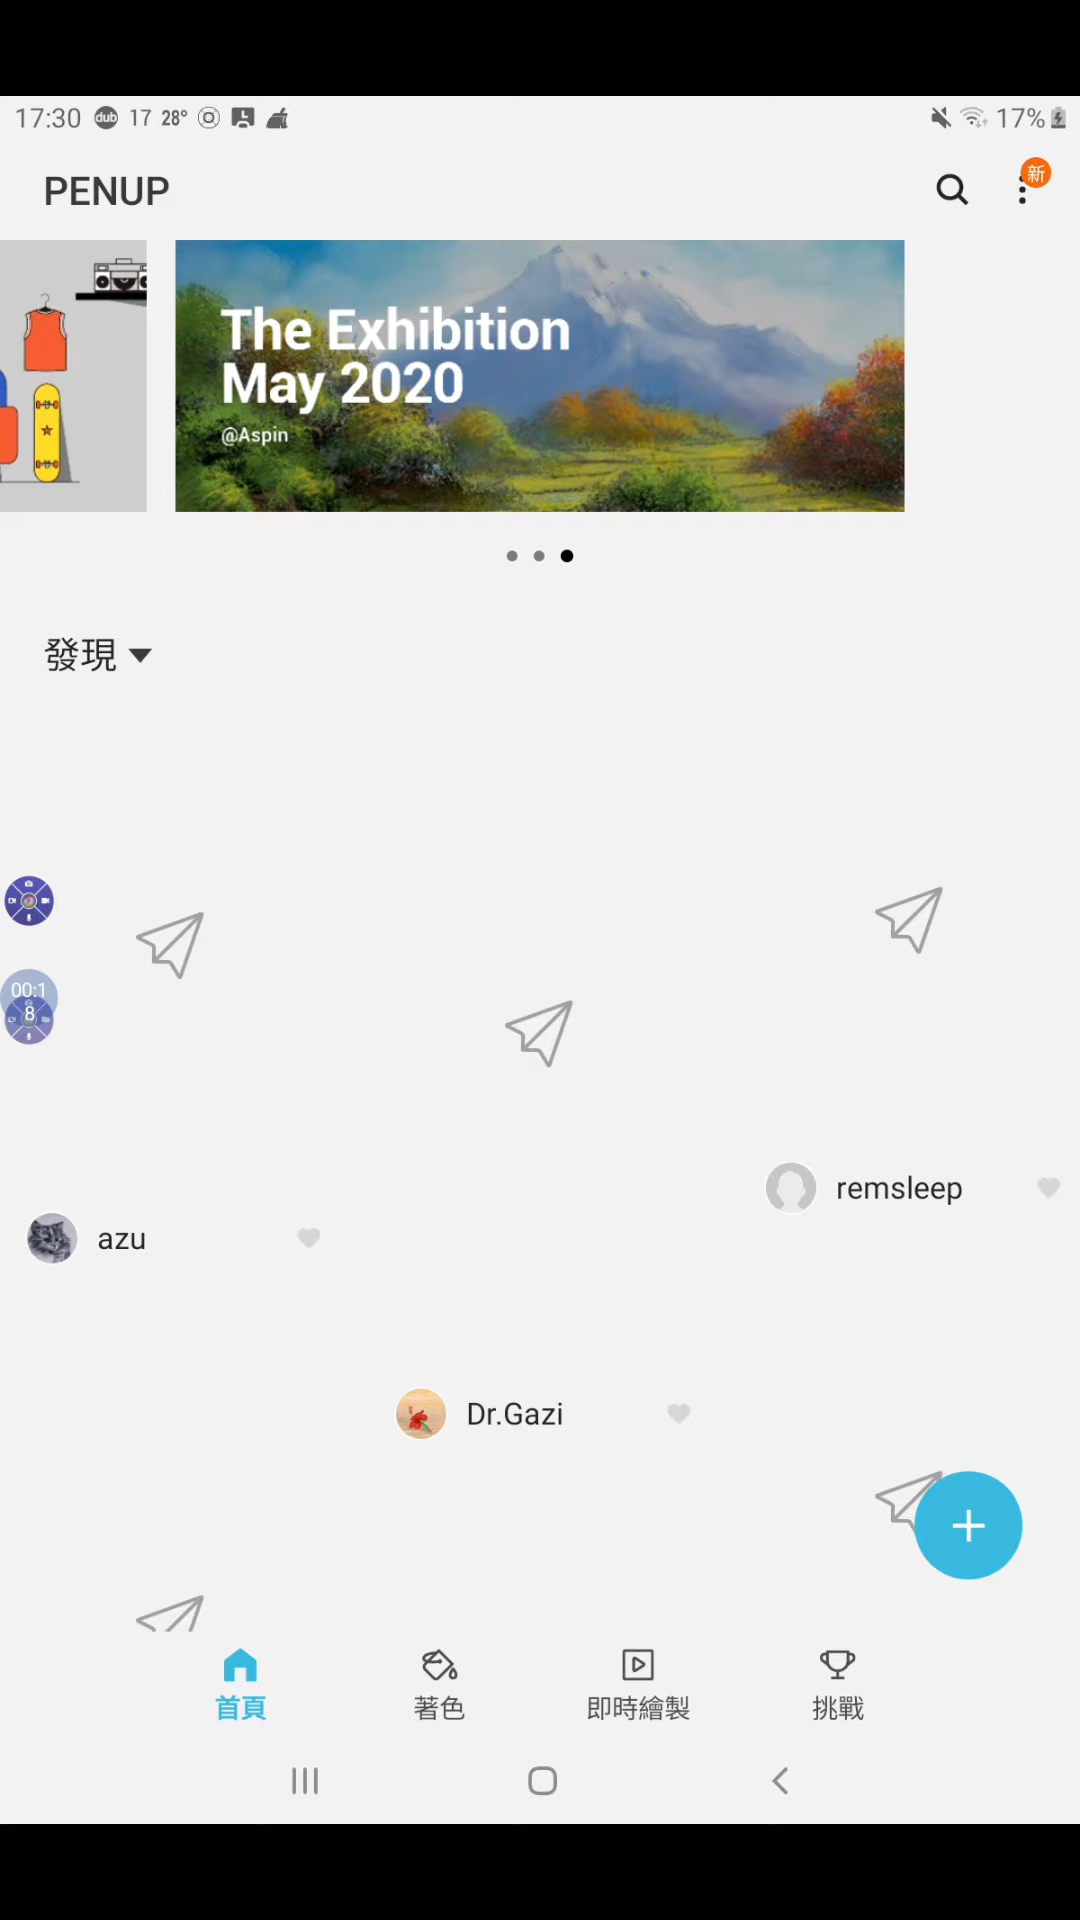 17:30 dub 17 28° 17%
PENUP
新
The Exhibition
May 2020
@Aspin
發現
00:1
8
remsleep
azu
Dr.Gazi
首頁 著色 即時繪製 挑戰